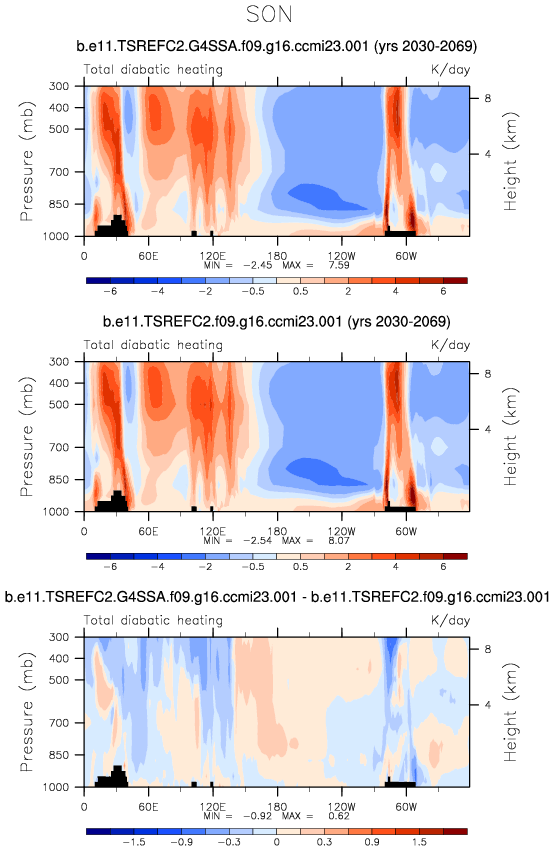 SON
b.e11.TSREFC2.G4SSA.f09.g16.ccmi23.001 (yrs 2030-2069)
Total diabatic heating K/day
Pressure (mb)
300
400
500
700
850
1000
8
4
Height (km)
0 60E 120E 180 120W 60W
MIN = -2.45 MAX = 7.59
-6 -4 -2 -0.5 0.5 2 4 6
b.e11.TSREFC2.f09.g16.ccmi23.001 (yrs 2030-2069)
Total diabatic heating K/day
Pressure (mb)
300
400
500
700
850
1000
8
4
Height (km)
0 60E 120E 180 120W 60W
MIN = -2.54 MAX = 8.07
-6 -4 -2 -0.5 0.5 2 4 6
b.e11.TSREFC2.G4SSA.f09.g16.ccmi23.001 - b.e11.TSREFC2.f09.g16.ccmi23.001
Total diabatic heating K/day
Pressure (mb)
300
400
500
700
850
1000
8
4
Height (km)
0 60E 120E 180 120W 60W
MIN = -0.92 MAX = 0.62
-1.5 -0.9 -0.3 0 0.3 0.9 1.5